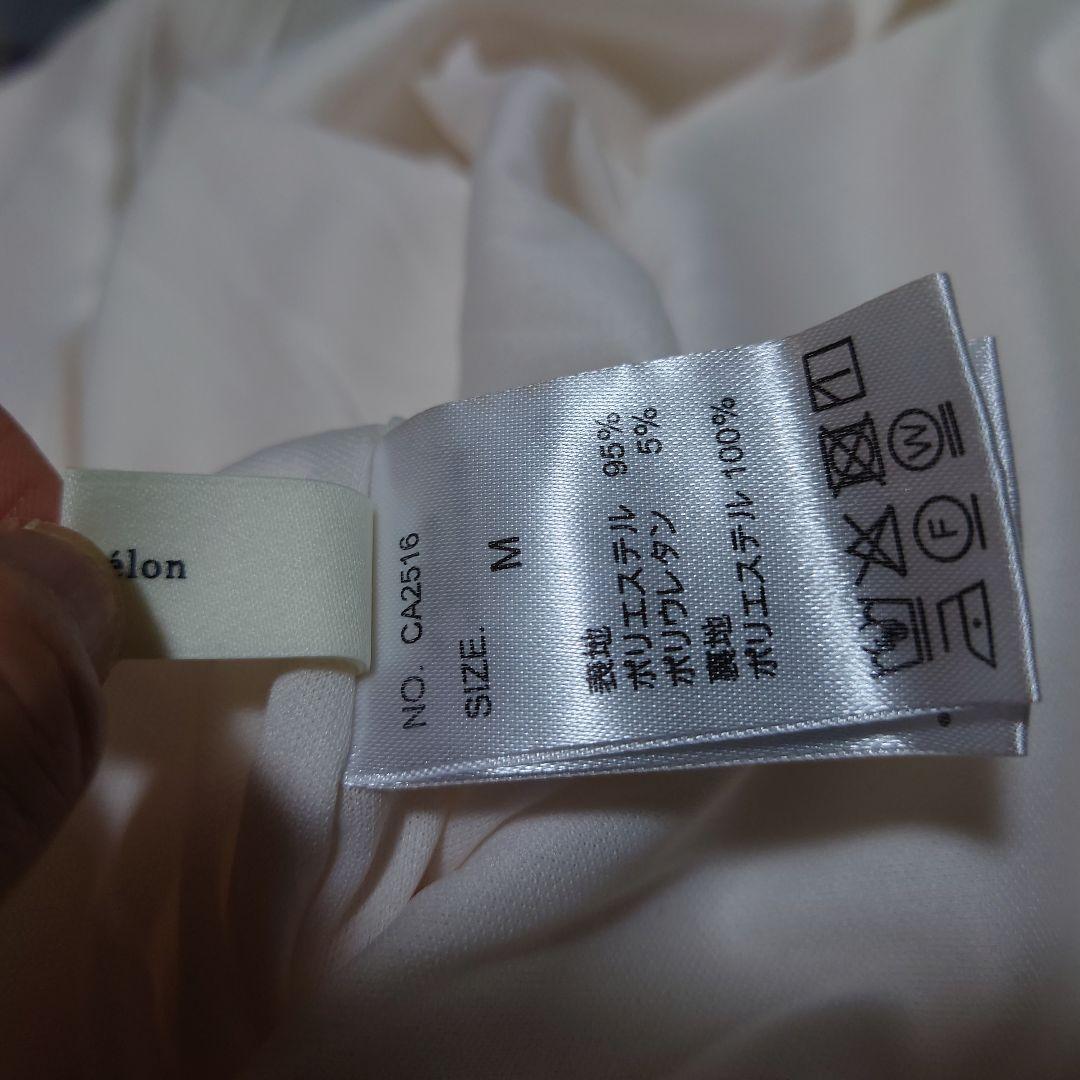 élon
NO. CA2516
SIZE. M
表地
ポリエステル 95%
ポリウレタン 5%
裏地
ポリエステル 100%
W
F